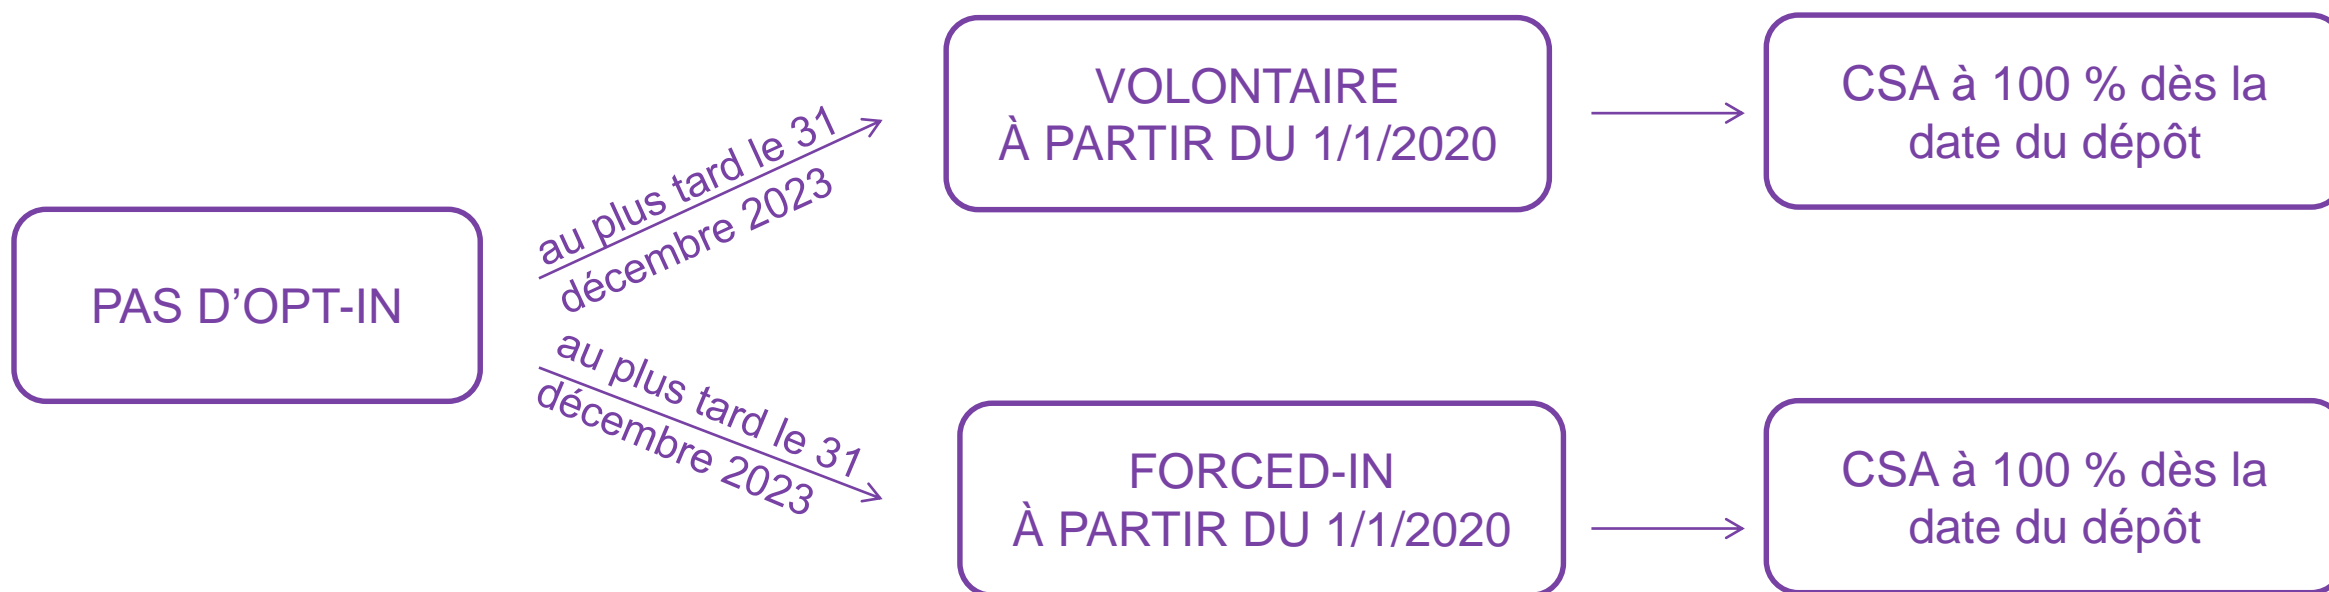 PAS D’OPT-IN
au plus tard le 31
décembre 2023
VOLONTAIRE
À PARTIR DU 1/1/2020
CSA à 100 % dès la
date du dépôt
au plus tard le 31
décembre 2023
FORCED-IN
À PARTIR DU 1/1/2020
CSA à 100 % dès la
date du dépôt